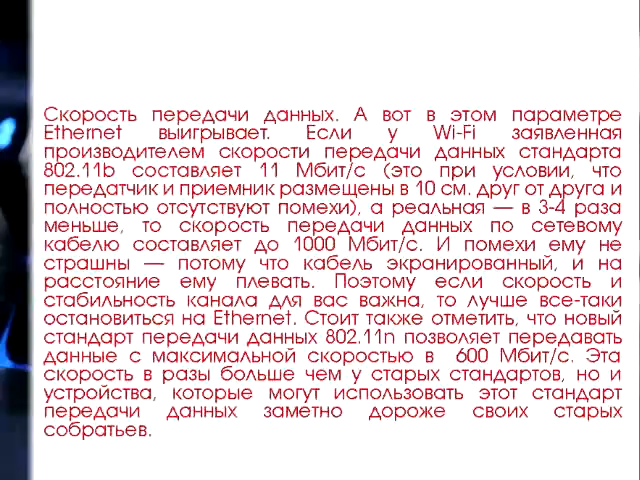 Скорость передачи данных. А вот в этом параметре
Ethernet выигрывает. Если у Wi-Fi заявленная
производителем скорости передачи данных стандарта
802.11b составляет 11 Мбит/с (это при условии, что
передатчик и приемник размещены в 10 см. друг от друга и
полностью отсутствуют помехи), а реальная — в 3-4 раза
меньше, то скорость передачи данных по сетевому
кабелю составляет до 1000 Мбит/с. И помехи ему не
страшны — потому что кабель экранированный, и на
расстояние ему плевать. Поэтому если скорость и
стабильность канала для вас важна, то лучше все-таки
остановиться на Ethernet. Стоит также отметить, что новый
стандарт передачи данных 802.11n позволяет передавать
данные с максимальной скоростью в 600 Мбит/с. Эта
скорость в разы больше чем у старых стандартов, но и
устройства, которые могут использовать этот стандарт
передачи данных заметно дороже своих старых
собратьев.